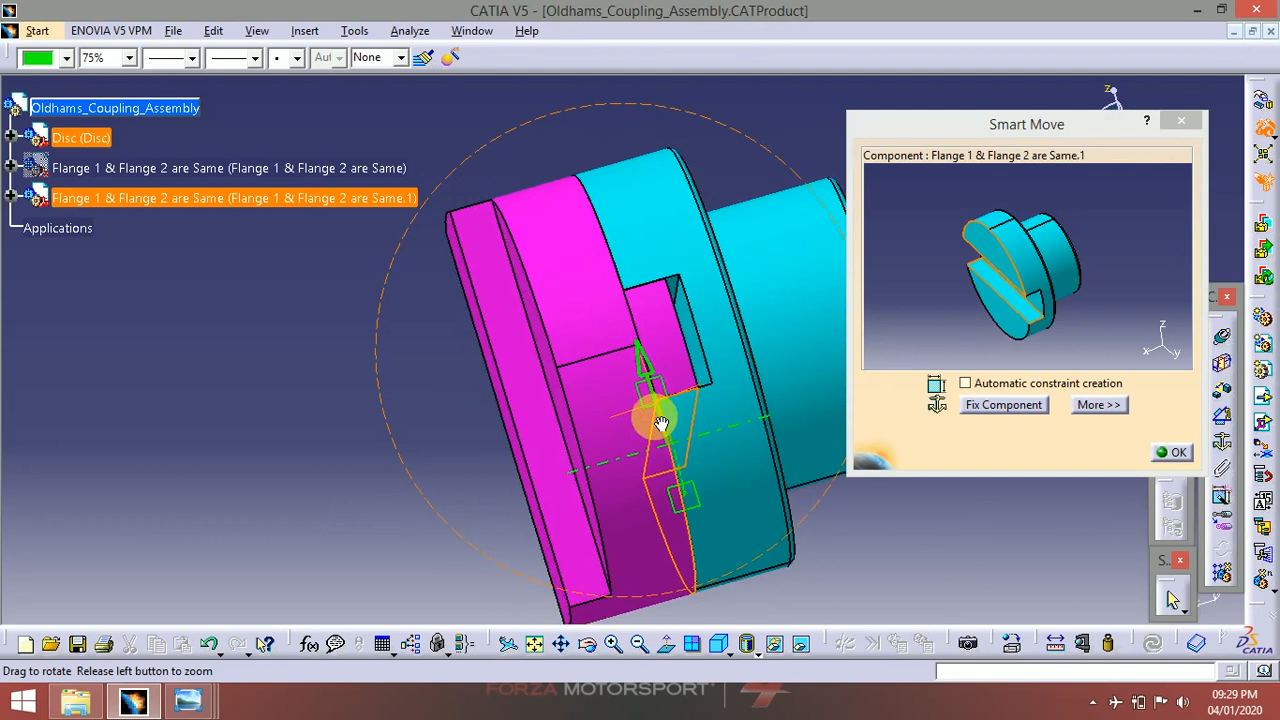 CATIA V5 - [Oldhams_Coupling_Assembly.CATProduct]
Start ENOVIA V5 VPM File Edit View Insert Tools Analyze Window Help
75% Aut None
Oldhams_Coupling_Assembly
Disc (Disc)
Flange 1 & Flange 2 are Same (Flange 1 & Flange 2 are Same)
Flange 1 & Flange 2 are Same (Flange 1 & Flange 2 are Same.1)
Applications
z
Smart Move ?
Component : Flange 1 & Flange 2 are Same.1
z
x y
Automatic constraint creation
Fix Component More >>
OK
C..
S..
f(x)
CATIA
Drag to rotate Release left button to zoom
FORZA MOTORSPORT
09:29 PM
04/01/2020